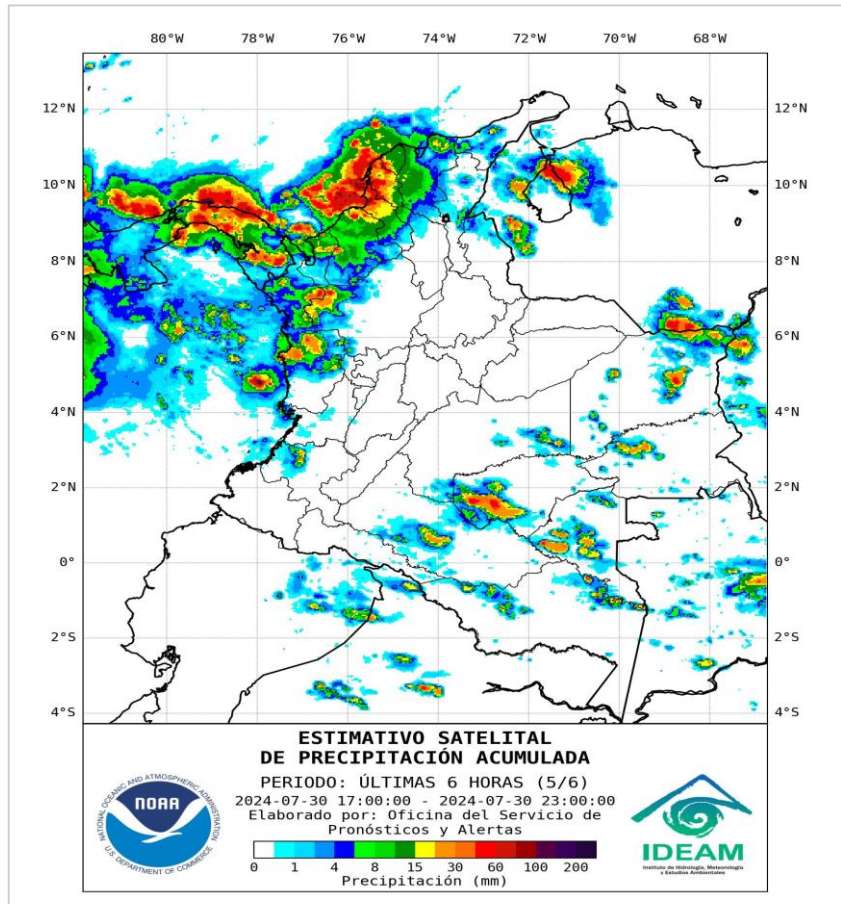 80°W 78°W 76°W 74°W 72°W 70°W 68°W
12°N 12°N
10°N 10°N
8°N 8°N
6°N 6°N
4°N 4°N
2°N 2°N
0° 0°
2°S 2°S
4°S 4°S
ESTIMATIVO SATELITAL
DE PRECIPITACIÓN ACUMULADA
PERIODO: ÚLTIMAS 6 HORAS (5/6)
2024-07-30 17:00:00 - 2024-07-30 23:00:00
Elaborado por: Oficina del Servicio de
Pronósticos y Alertas
0 1 4 8 15 30 60 100 200
Precipitación (mm)
NATIONAL OCEANIC AND ATMOSPHERIC ADMINISTRATION
NOAA
U.S. DEPARTMENT OF COMMERCE
IDEAM
Instituto de Hidrología, Meteorología
y Estudios Ambientales